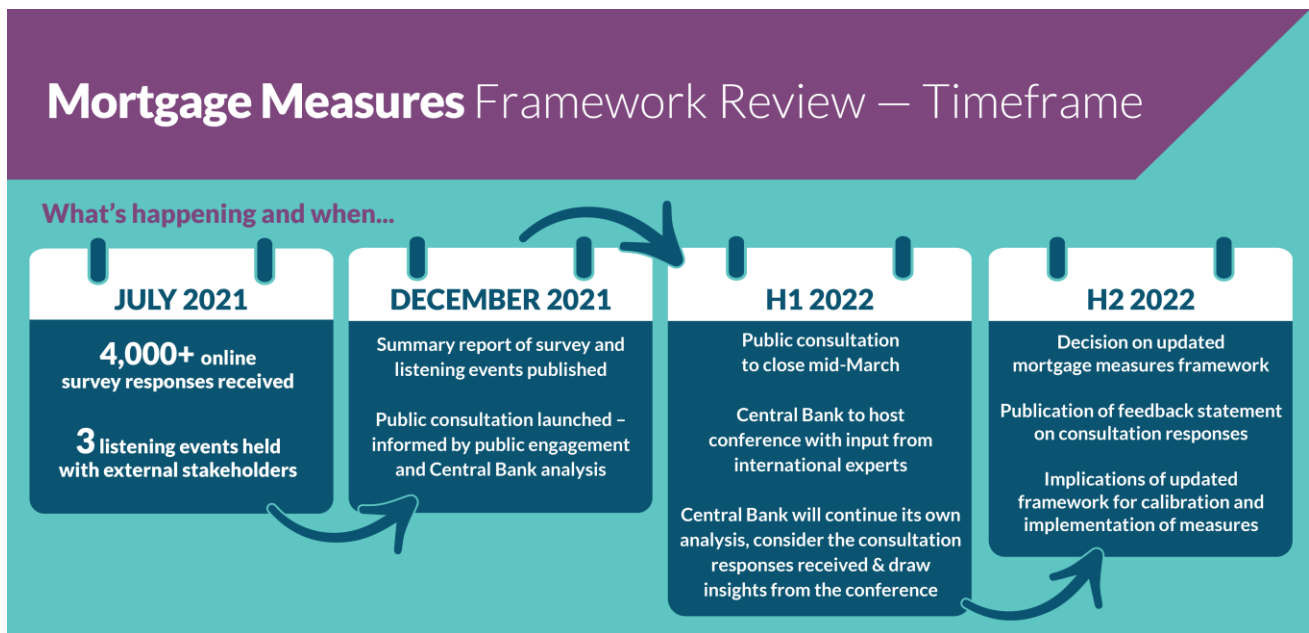 Mortgage Measures Framework Review — Timeframe
What's happening and when...
JULY 2021
4,000+ online
survey responses received
3 listening events held
with external stakeholders
DECEMBER 2021
Summary report of survey and
listening events published
Public consultation launched –
informed by public engagement
and Central Bank analysis
H1 2022
Public consultation
to close mid-March
Central Bank to host
conference with input from
international experts
Central Bank will continue its own
analysis, consider the consultation
responses received & draw
insights from the conference
H2 2022
Decision on updated
mortgage measures framework
Publication of feedback statement
on consultation responses
Implications of updated
framework for calibration and
implementation of measures